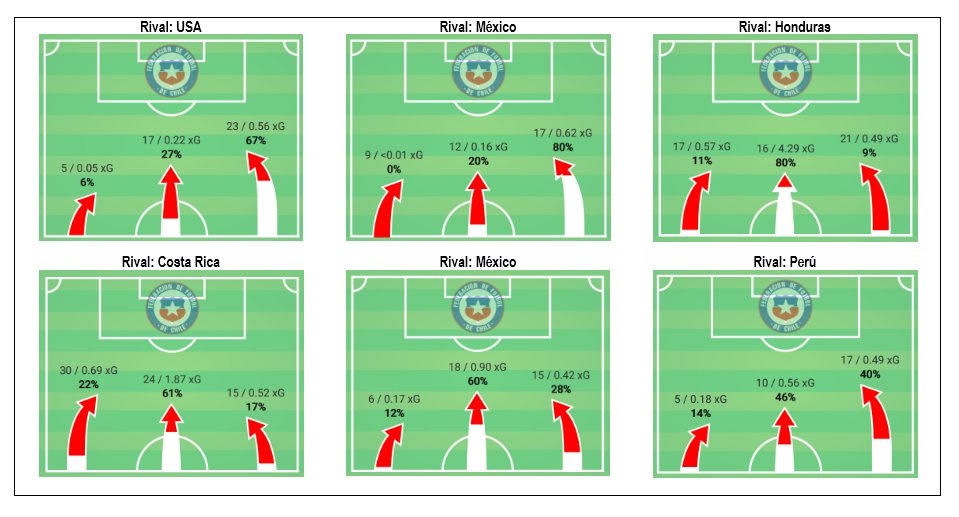 Rival: USA
FEDERACION DE FUTBOL
· DE CHILE ·
23 / 0.56 xG
67%
17 / 0.22 xG
27%
5 / 0.05 xG
6%
Rival: México
FEDERACION DE FUTBOL
· DE CHILE ·
17 / 0.62 xG
80%
12 / 0.16 xG
20%
9 / <0.01 xG
0%
Rival: Honduras
FEDERACION DE FUTBOL
· DE CHILE ·
21 / 0.49 xG
9%
17 / 0.57 xG
11%
16 / 4.29 xG
80%
Rival: Costa Rica
FEDERACION DE FUTBOL
· DE CHILE ·
30 / 0.69 xG
22%
24 / 1.87 xG
61%
15 / 0.52 xG
17%
Rival: México
FEDERACION DE FUTBOL
· DE CHILE ·
18 / 0.90 xG
60%
15 / 0.42 xG
28%
6 / 0.17 xG
12%
Rival: Perú
FEDERACION DE FUTBOL
· DE CHILE ·
17 / 0.49 xG
40%
10 / 0.56 xG
46%
5 / 0.18 xG
14%